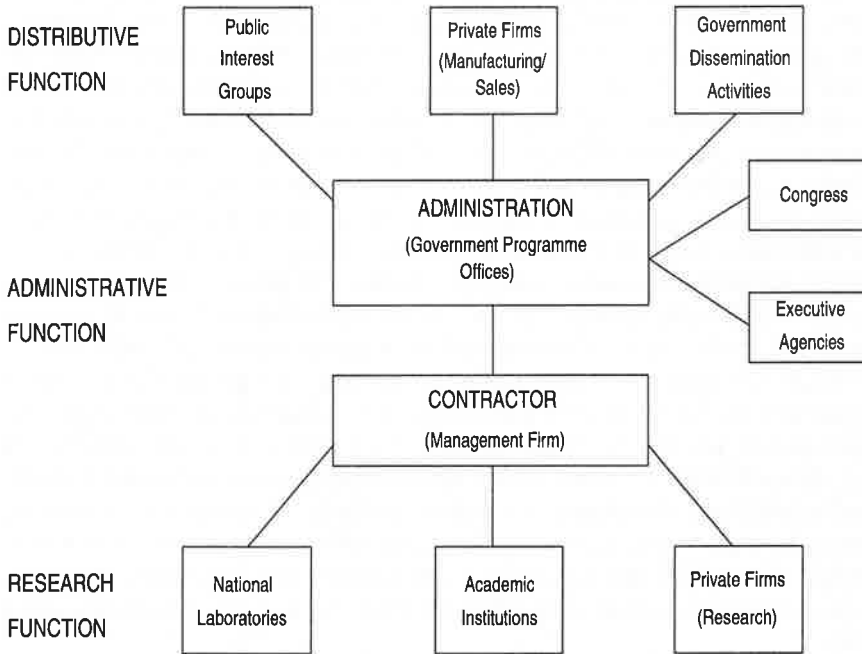 DISTRIBUTIVE
FUNCTION
Public
Interest
Groups
Private Firms
(Manufacturing/
Sales)
Government
Dissemination
Activities
ADMINISTRATION
(Government Programme
Offices)
Congress
ADMINISTRATIVE
FUNCTION
Executive
Agencies
CONTRACTOR
(Management Firm)
RESEARCH
FUNCTION
National
Laboratories
Academic
Institutions
Private Firms
(Research)